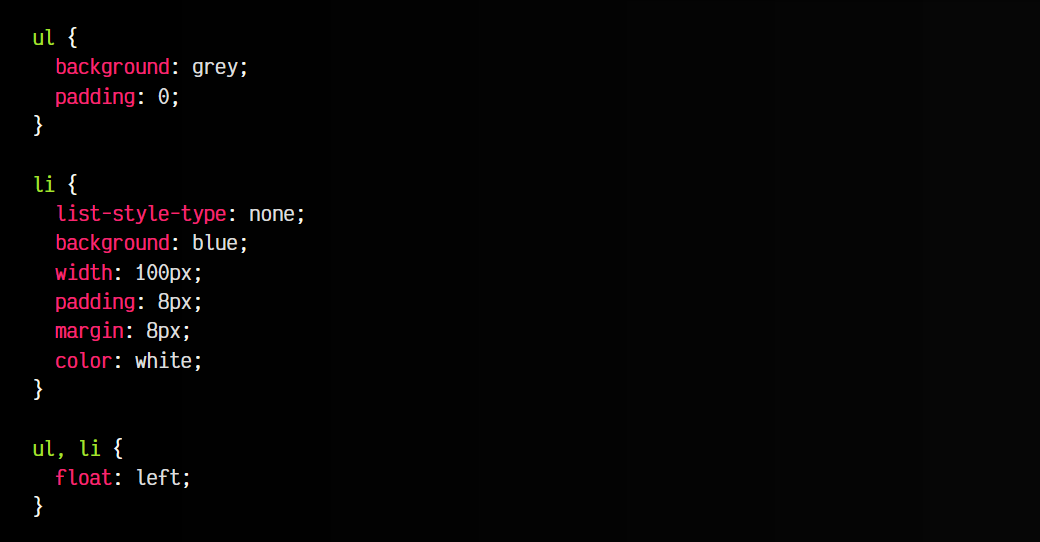 ul {
  background: grey;
  padding: 0;
}

li {
  list-style-type: none;
  background: blue;
  width: 100px;
  padding: 8px;
  margin: 8px;
  color: white;
}

ul, li {
  float: left;
}